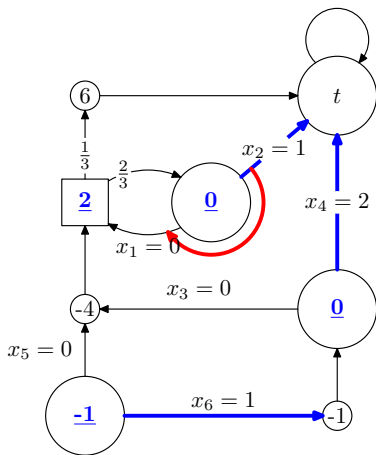 6
t
1/3
2/3
x₂ = 1
2
0
x₄ = 2
x₁ = 0
x₃ = 0
-4
0
x₅ = 0
-1
x₆ = 1
-1